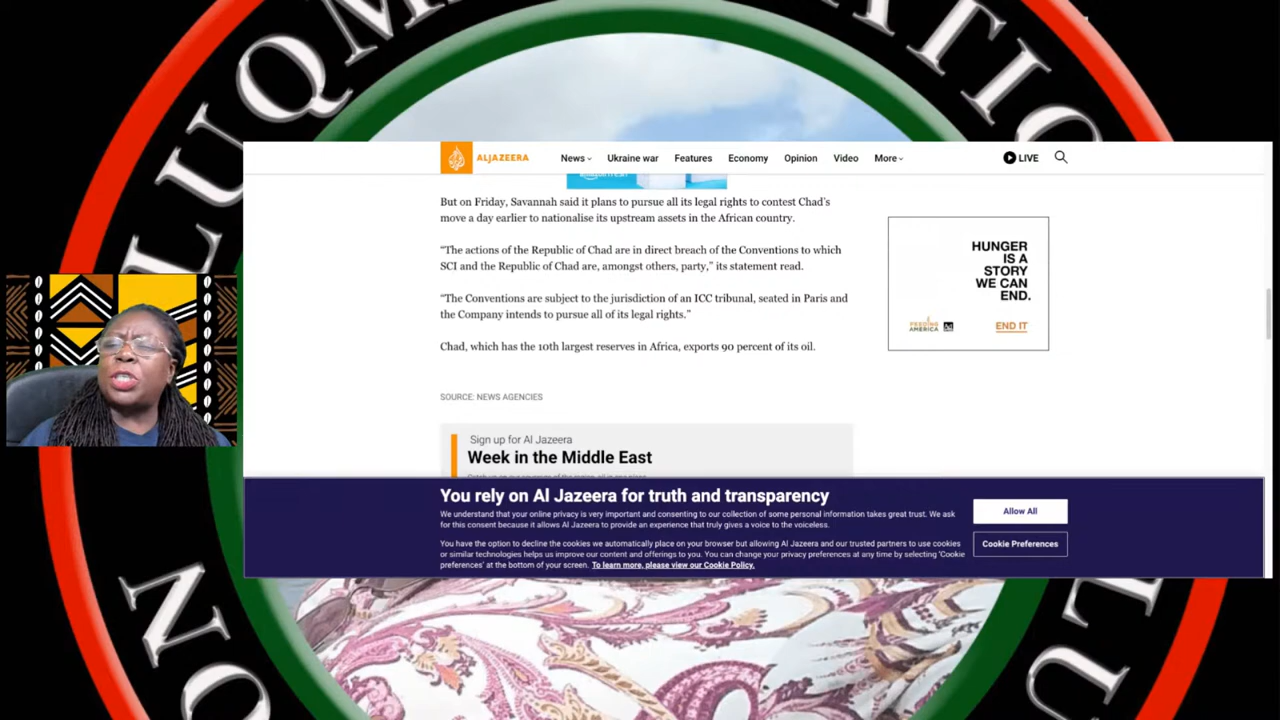 LUQM
ATIO
ALJAZEERA
News
Ukraine war
Features
Economy
Opinion
Video
More
LIVE
But on Friday, Savannah said it plans to pursue all its legal rights to contest Chad's
move a day earlier to nationalise its upstream assets in the African country.
"The actions of the Republic of Chad are in direct breach of the Conventions to which
SCI and the Republic of Chad are, amongst others, party," its statement read.
"The Conventions are subject to the jurisdiction of an ICC tribunal, seated in Paris and
the Company intends to pursue all of its legal rights."
Chad, which has the 10th largest reserves in Africa, exports 90 percent of its oil.
HUNGER
IS A
STORY
WE CAN
END.
FEEDING
AMERICA
Ad
END IT
SOURCE: NEWS AGENCIES
Sign up for Al Jazeera
Week in the Middle East
You rely on Al Jazeera for truth and transparency
We understand that your online privacy is very important and consenting to our collection of some personal information takes great trust. We ask
for this consent because it allows Al Jazeera to provide an experience that truly gives a voice to the voiceless.
You have the option to decline the cookies we automatically place on your browser but allowing Al Jazeera and our trusted partners to use cookies
or similar technologies helps us improve our content and offerings to you. You can change your privacy preferences at any time by selecting 'Cookie
preferences' at the bottom of your screen. To learn more, please view our Cookie Policy.
Allow All
Cookie Preferences